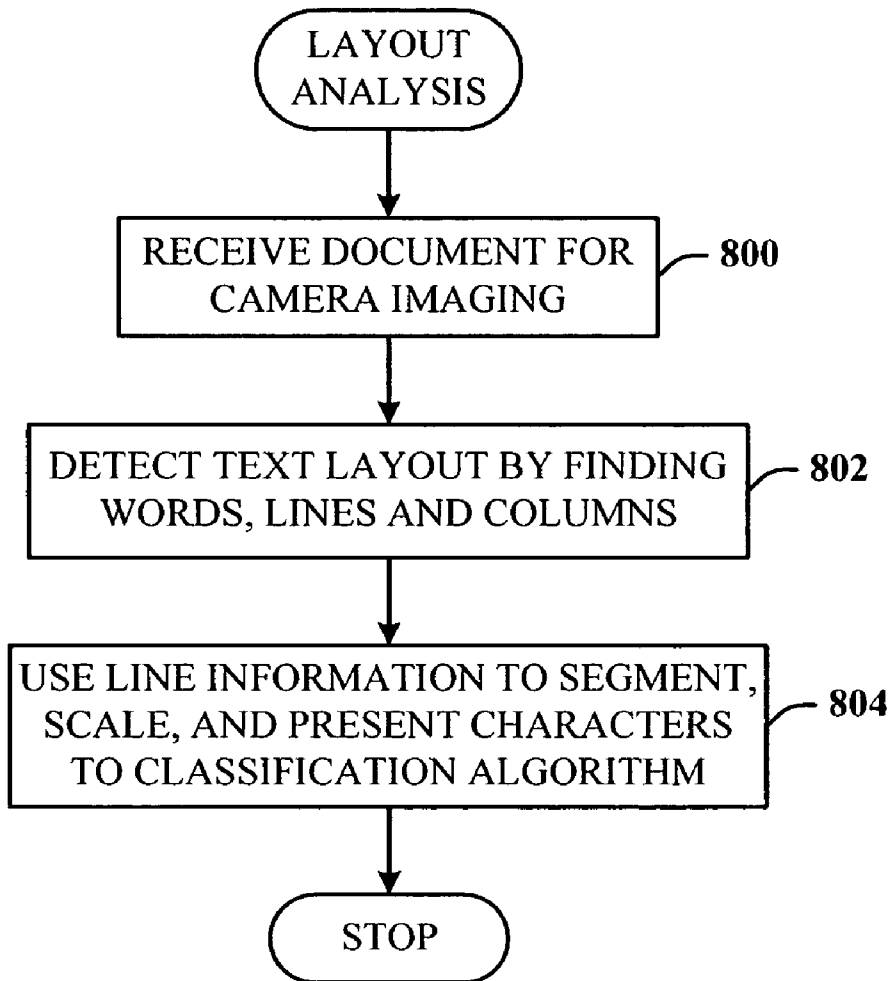 LAYOUT
ANALYSIS
RECEIVE DOCUMENT FOR
CAMERA IMAGING
800
DETECT TEXT LAYOUT BY FINDING
WORDS, LINES AND COLUMNS
802
USE LINE INFORMATION TO SEGMENT,
SCALE, AND PRESENT CHARACTERS
TO CLASSIFICATION ALGORITHM
804
STOP